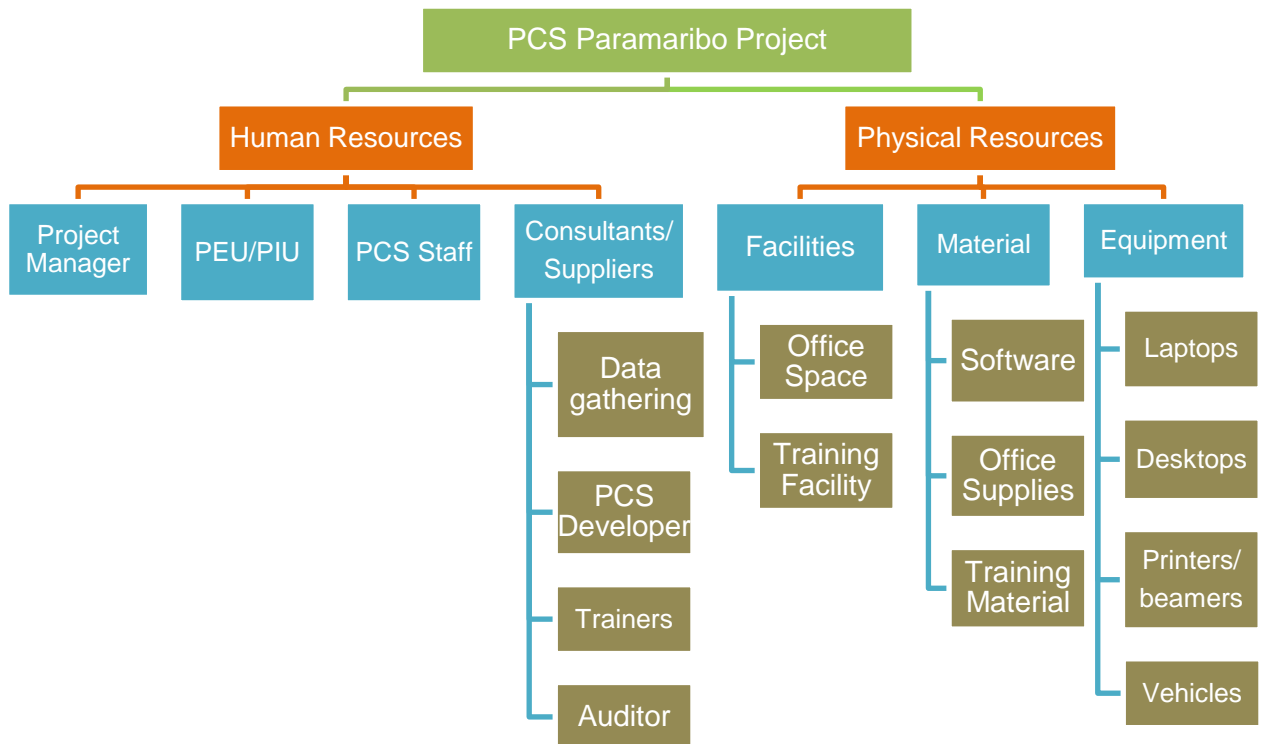 PCS Paramaribo Project
Human Resources
Physical Resources
Project
Manager
PEU/PIU
PCS Staff
Consultants/
Suppliers
Facilities
Material
Equipment
Data
gathering
PCS
Developer
Trainers
Auditor
Office
Space
Training
Facility
Software
Office
Supplies
Training
Material
Laptops
Desktops
Printers/
beamers
Vehicles